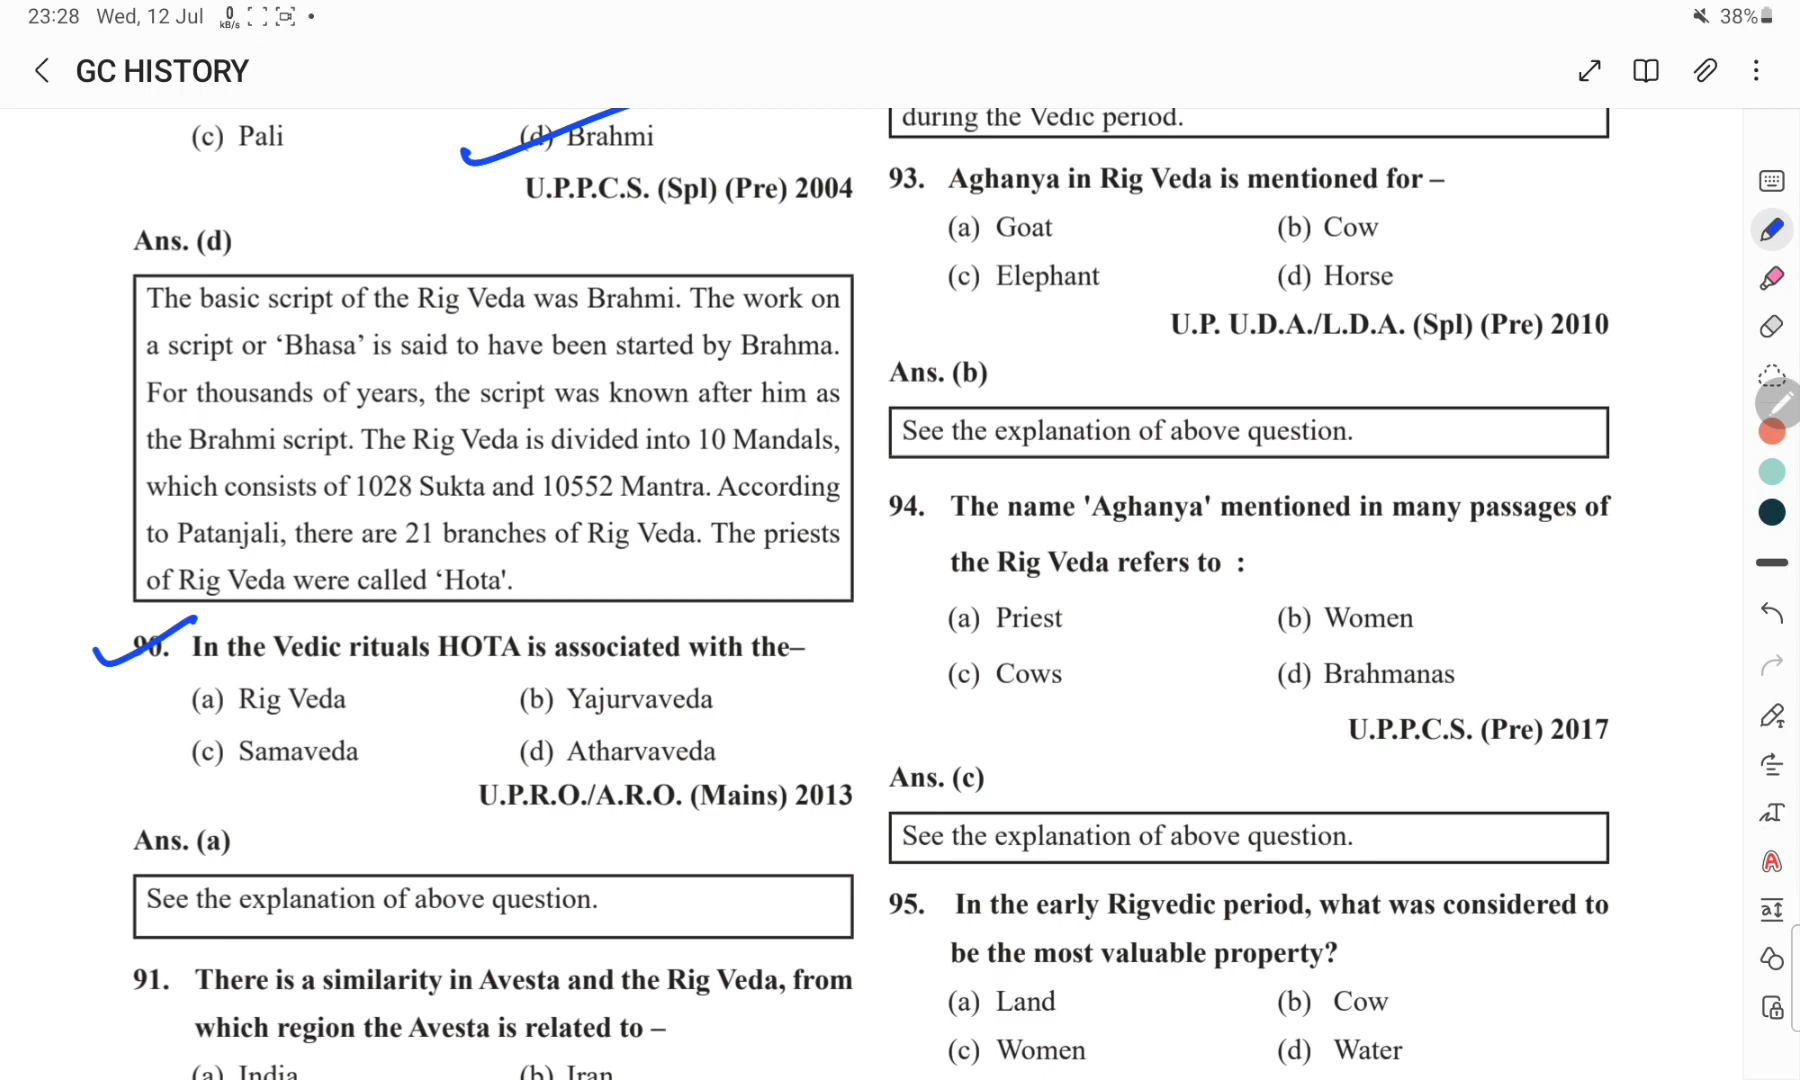 23:28 Wed, 12 Jul 0 kB/s 38%
GC HISTORY
(c) Pali (d) Brahmi
U.P.P.C.S. (Spl) (Pre) 2004
Ans. (d)
The basic script of the Rig Veda was Brahmi. The work on
a script or ‘Bhasa’ is said to have been started by Brahma.
For thousands of years, the script was known after him as
the Brahmi script. The Rig Veda is divided into 10 Mandals,
which consists of 1028 Sukta and 10552 Mantra. According
to Patanjali, there are 21 branches of Rig Veda. The priests
of Rig Veda were called ‘Hota'.
90. In the Vedic rituals HOTA is associated with the–
(a) Rig Veda (b) Yajurvaveda
(c) Samaveda (d) Atharvaveda
U.P.R.O./A.R.O. (Mains) 2013
Ans. (a)
See the explanation of above question.
91. There is a similarity in Avesta and the Rig Veda, from
which region the Avesta is related to –
(a) India (b) Iran
during the Vedic period.
93. Aghanya in Rig Veda is mentioned for –
(a) Goat (b) Cow
(c) Elephant (d) Horse
U.P. U.D.A./L.D.A. (Spl) (Pre) 2010
Ans. (b)
See the explanation of above question.
94. The name 'Aghanya' mentioned in many passages of
the Rig Veda refers to :
(a) Priest (b) Women
(c) Cows (d) Brahmanas
U.P.P.C.S. (Pre) 2017
Ans. (c)
See the explanation of above question.
95. In the early Rigvedic period, what was considered to
be the most valuable property?
(a) Land (b) Cow
(c) Women (d) Water